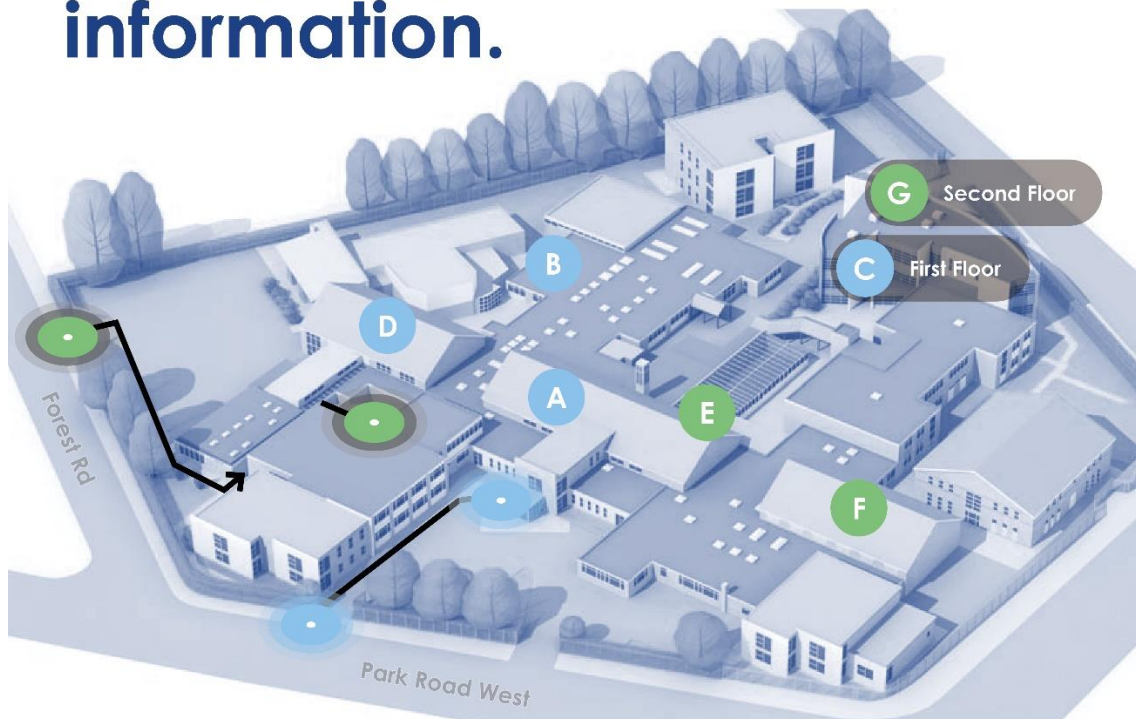 information.
G Second Floor
C First Floor
B
D
A
E
F
Forest Rd
Park Road West